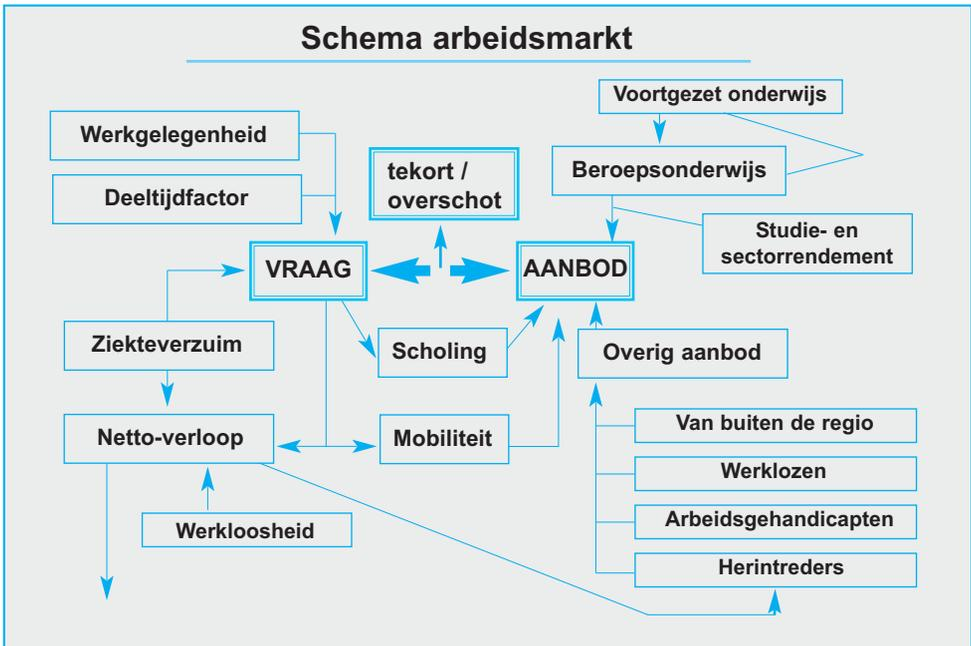 Schema arbeidsmarkt
Voortgezet onderwijs
Werkgelegenheid
tekort /
overschot
Beroepsonderwijs
Deeltijdfactor
Studie- en
sectorrendement
VRAAG
AANBOD
Ziekteverzuim
Scholing
Overig aanbod
Netto-verloop
Mobiliteit
Van buiten de regio
Werklozen
Werkloosheid
Arbeidsgehandicapten
Herintreders